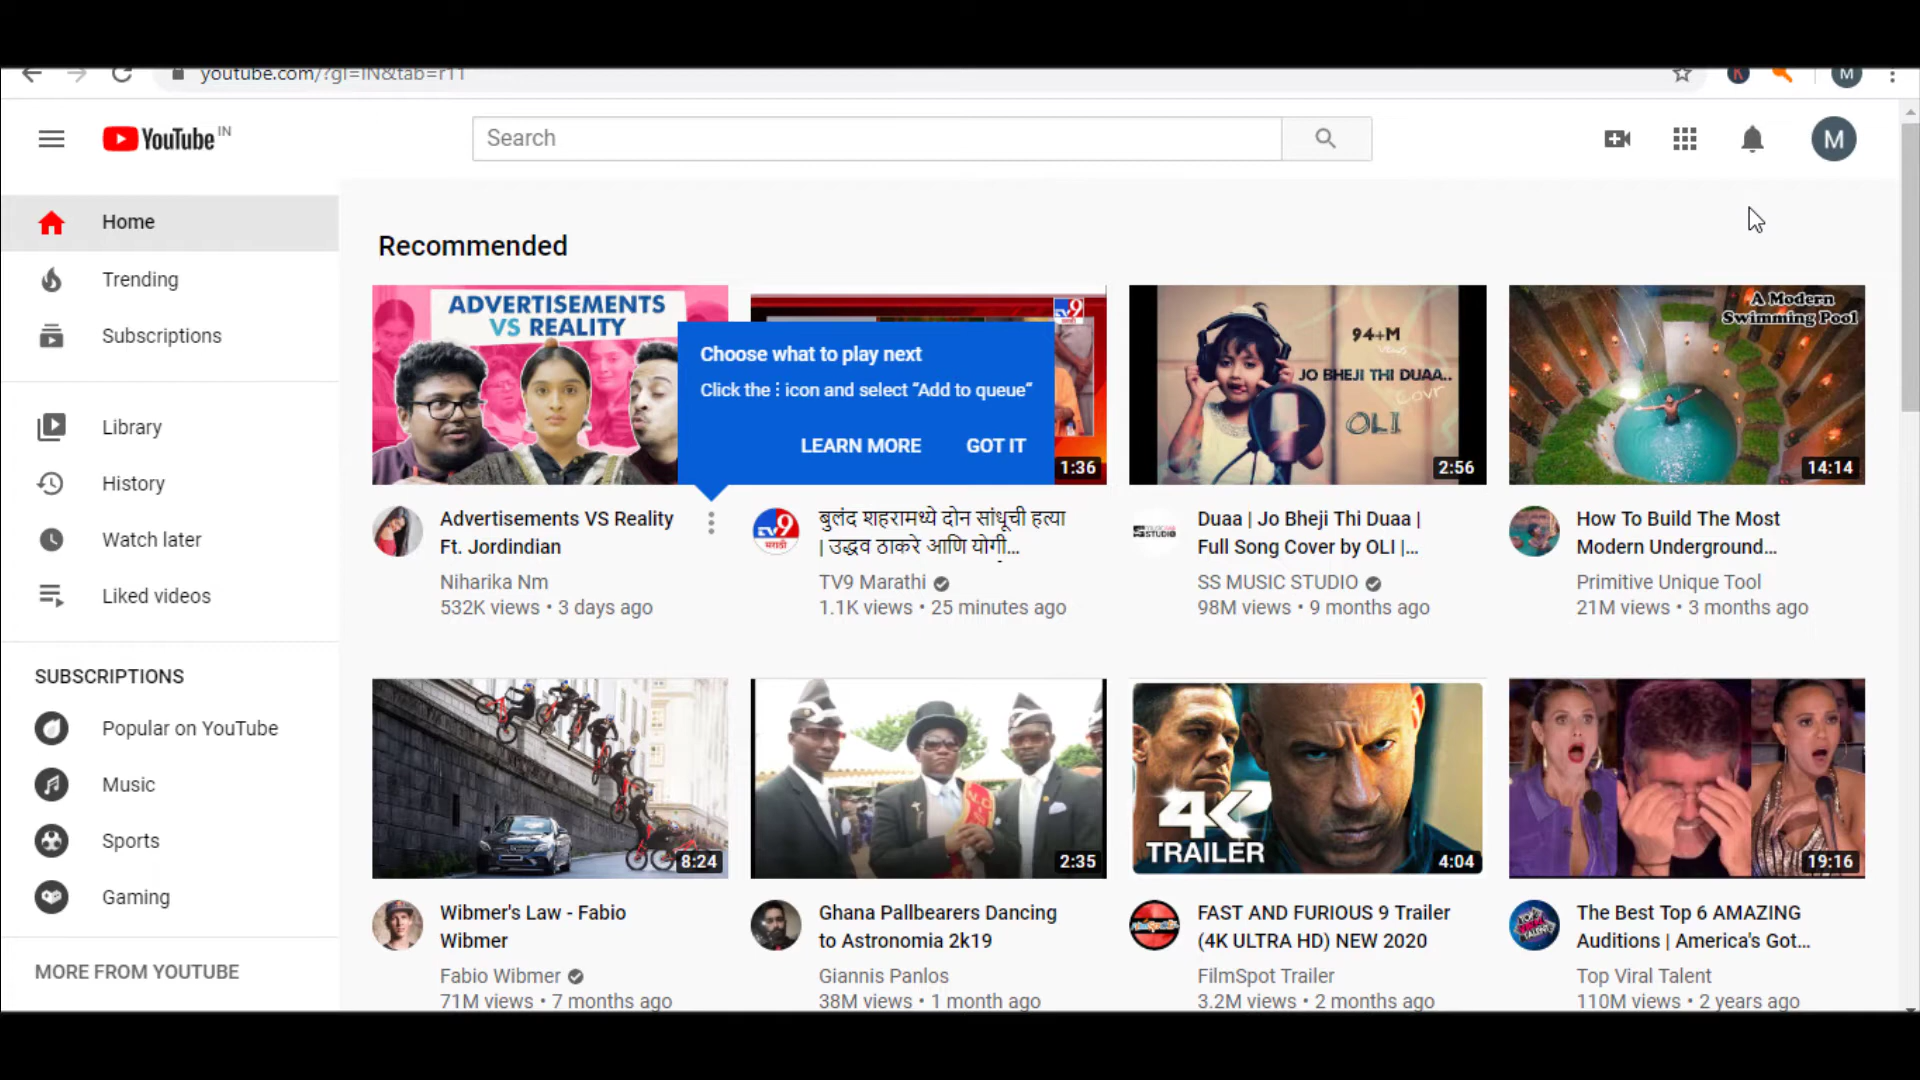 youtube.com/?gl=IN&tab=r11
M
YouTube IN
Search
M
Home
Trending
Subscriptions
Library
History
Watch later
Liked videos
SUBSCRIPTIONS
Popular on YouTube
Music
Sports
Gaming
MORE FROM YOUTUBE
Recommended
ADVERTISEMENTS
VS REALITY
Choose what to play next
Click the ⋮ icon and select “Add to queue“
LEARN MORE GOT IT
1:36
94+M
JO BHEJI THI DUAA..
Covr
OLI
2:56
A Modern
Swimming Pool
14:14
Advertisements VS Reality
Ft. Jordindian
Niharika Nm
532K views • 3 days ago
tv9
मराठी
बुलंद शहरामध्ये दोन सांधूची हत्या
| उद्धव ठाकरे आणि योगी...
TV9 Marathi
1.1K views • 25 minutes ago
STUDIO
Duaa | Jo Bheji Thi Duaa |
Full Song Cover by OLI |...
SS MUSIC STUDIO
98M views • 9 months ago
How To Build The Most
Modern Underground...
Primitive Unique Tool
21M views • 3 months ago
8:24
2:35
4K
TRAILER
4:04
19:16
Wibmer's Law - Fabio
Wibmer
Fabio Wibmer
71M views • 7 months ago
Ghana Pallbearers Dancing
to Astronomia 2k19
Giannis Panlos
38M views • 1 month ago
FAST AND FURIOUS 9 Trailer
(4K ULTRA HD) NEW 2020
FilmSpot Trailer
3.2M views • 2 months ago
The Best Top 6 AMAZING
Auditions | America's Got...
Top Viral Talent
110M views • 2 years ago